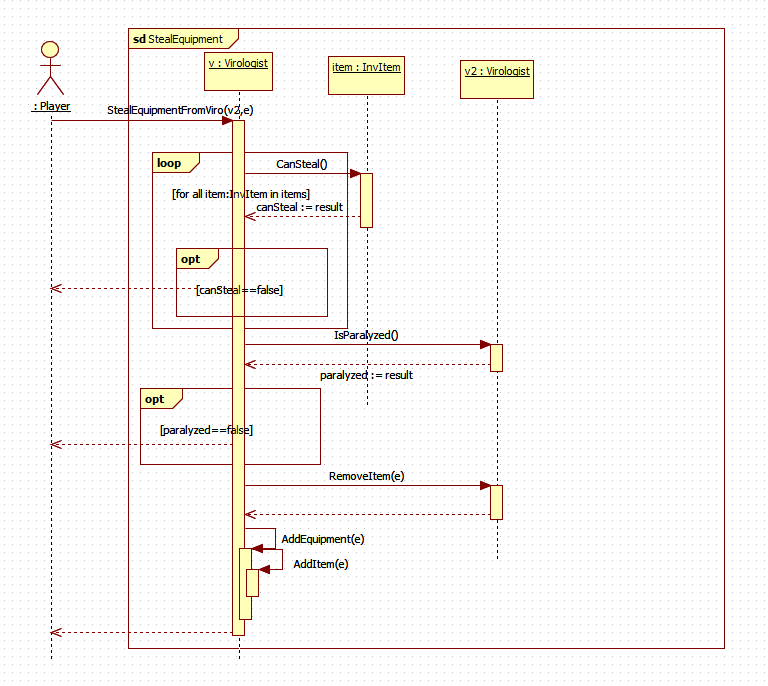 sd StealEquipment
v : Virologist
item : InvItem
v2 : Virologist
: Player
StealEquipmentFromViro(v2,e)
loop
CanSteal()
[for all item:InvItem in items]
canSteal := result
opt
[canSteal==false]
IsParalyzed()
paralyzed := result
opt
[paralyzed==false]
RemoveItem(e)
AddEquipment(e)
AddItem(e)